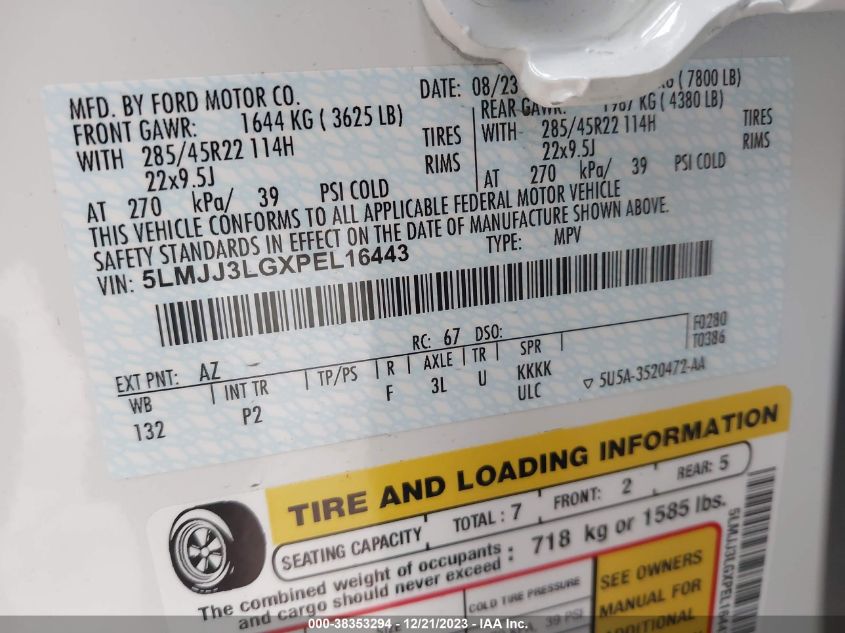 MFD. BY FORD MOTOR CO.
DATE: 08/23
KG ( 7800 LB)
FRONT GAWR: 1644 KG ( 3625 LB)
REAR GAWR: 1987 KG ( 4380 LB)
WITH 285/45R22 114H TIRES
WITH 285/45R22 114H TIRES
22x9.5J RIMS
22x9.5J RIMS
AT 270 kPa/ 39 PSI COLD
AT 270 kPa/ 39 PSI COLD
THIS VEHICLE CONFORMS TO ALL APPLICABLE FEDERAL MOTOR VEHICLE
SAFETY STANDARDS IN EFFECT ON THE DATE OF MANUFACTURE SHOWN ABOVE.
VIN: 5LMJJ3LGXPEL16443
TYPE: MPV
EXT PNT: AZ
RC: 67 DSO:
F0280
T0386
WB INT TR TP/PS R AXLE TR SPR
132 P2 F 3L U KKKK
ULC
▽ 5U5A-3520472-AA
TIRE AND LOADING INFORMATION
SEATING CAPACITY TOTAL : 7 FRONT: 2 REAR: 5
The combined weight of occupants
and cargo should never exceed : 718 kg or 1585 lbs.
COLD TIRE PRESSURE
39 PSI
SEE OWNERS
MANUAL FOR
ADDITIONAL
000-38353294 - 12/21/2023 - IAA Inc.